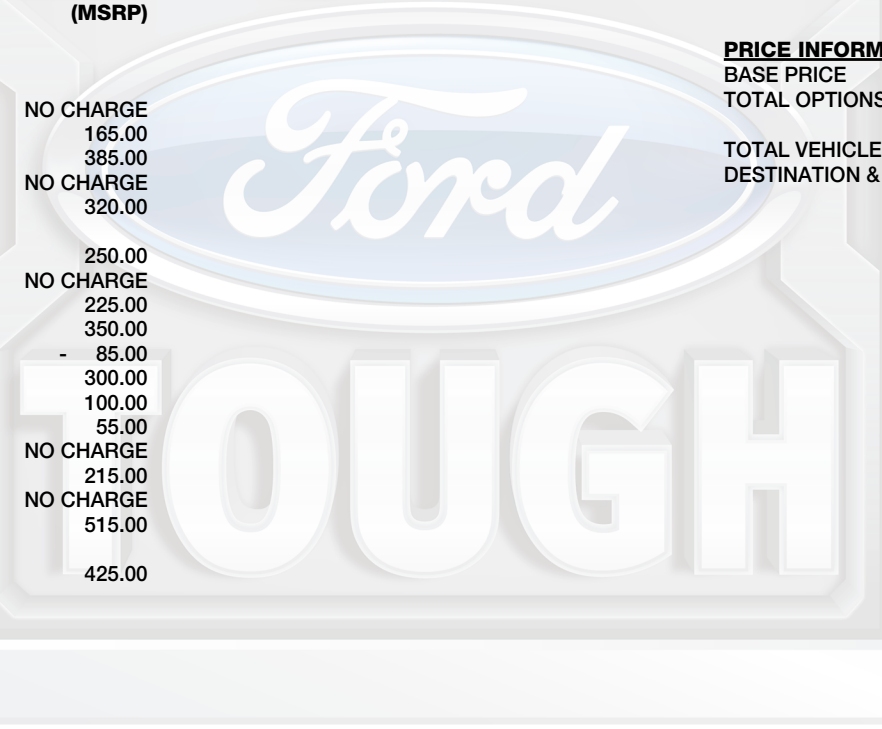 (MSRP)
NO CHARGE
165.00
385.00
NO CHARGE
320.00
250.00
NO CHARGE
225.00
350.00
- 85.00
300.00
100.00
55.00
NO CHARGE
215.00
NO CHARGE
515.00
425.00
PRICE INFORM
BASE PRICE
TOTAL OPTIONS
TOTAL VEHICLE
DESTINATION &
Ford
TOUGH